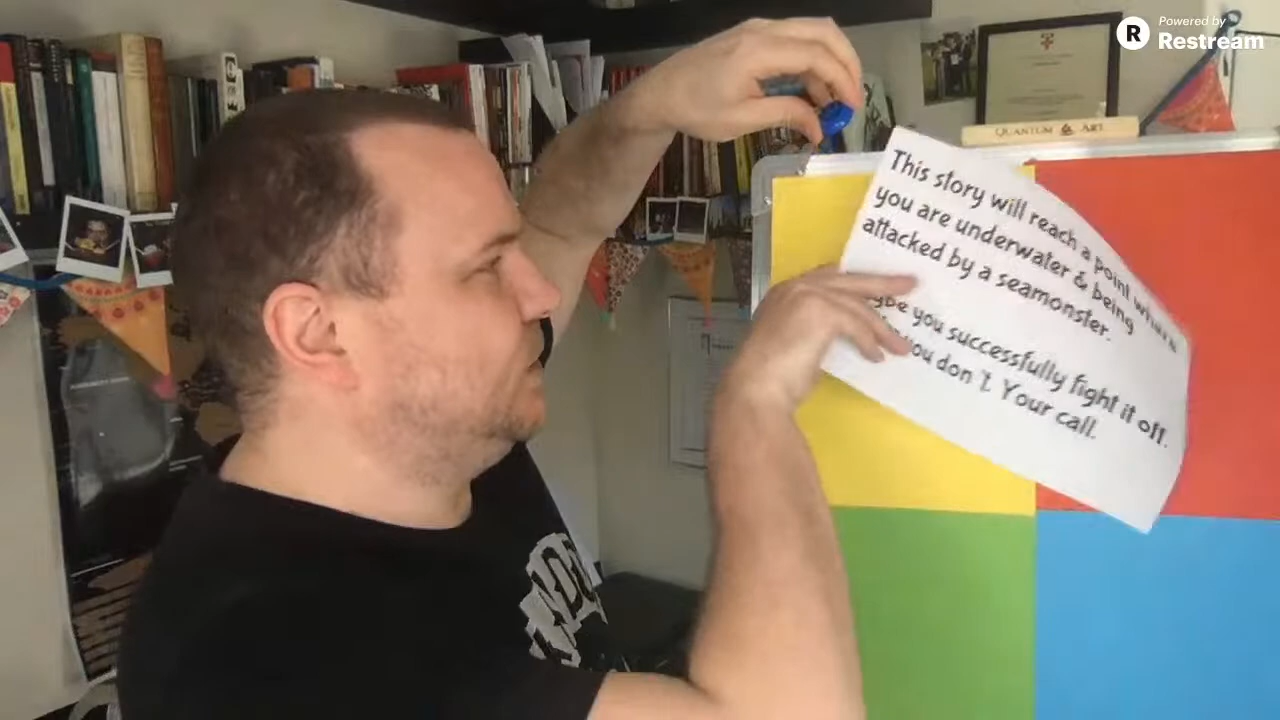 Powered by
R Restream
QUANTUM & ART
This story will reach a point where
you are underwater & being
attacked by a seamonster.
you successfully fight it off.
you don't. Your call.